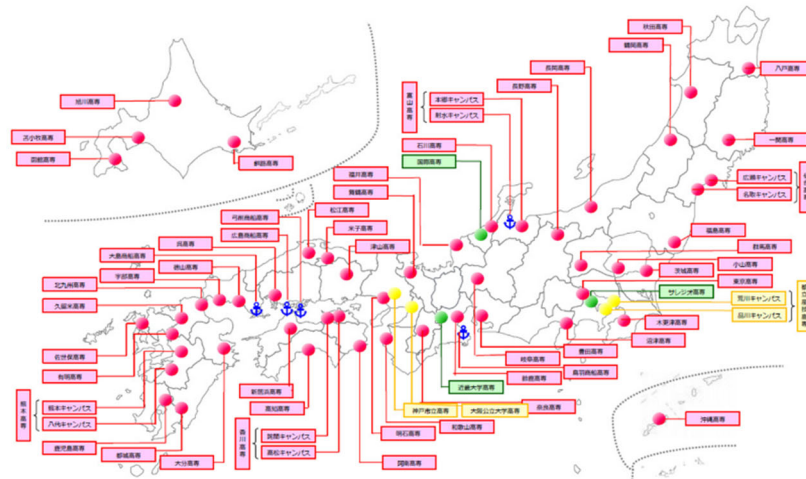 秋田高専
鶴岡高専
八戸高専
長岡高専
長野高専
旭川高専
富山高専
本郷キャンパス
射水キャンパス
苫小牧高専
一関高専
函館高専
釧路高専
石川高専
国際高専
福井高専
舞鶴高専
広瀬キャンパス
名取キャンパス
弓削商船高専
松江高専
広島商船高専
米子高専
呉高専
津山高専
大島商船高専
徳山高専
宇部高専
北九州高専
久留米高専
福島高専
群馬高専
小山高専
茨城高専
東京高専
サレジオ高専
荒川キャンパス
品川キャンパス
木更津高専
沼津高専
佐世保高専
有明高専
豊田高専
岐阜高専
鳥羽商船高専
鈴鹿高専
近畿大学高専
新居浜高専
高知高専
熊本高専
熊本キャンパス
八代キャンパス
神戸市立高専
大阪公立大学高専
奈良高専
和歌山高専
明石高専
沖縄高専
香川高専
詫間キャンパス
高松キャンパス
鹿児島高専
都城高専
大分高専
阿南高専